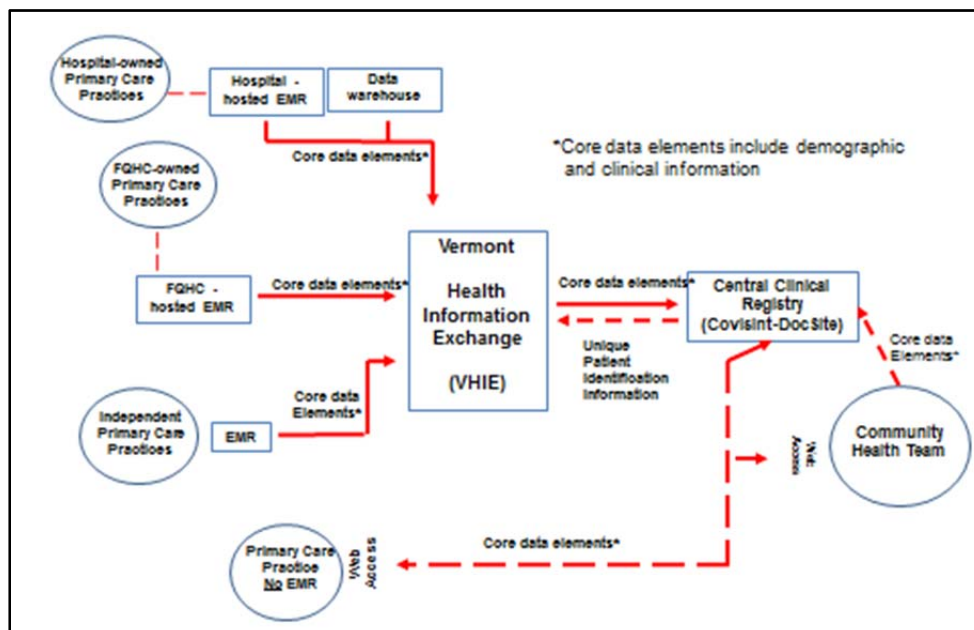 Hospital-owned
Primary Care
Practices
Hospital -
hosted EMR
Data
warehouse
Core data elements*
*Core data elements include demographic
and clinical information
FQHC-owned
Primary Care
Practices
FQHC -
hosted EMR
Core data elements*
Vermont
Health
Information
Exchange
(VHIE)
Core data elements*
Unique
Patient
Identification
Information
Central Clinical
Registry
(Covisint-DocSite)
Core data
Elements*
Community
Health Team
Web
Access
Independent
Primary Care
Practices
EMR
Core data
Elements*
Primary Care
Practice
No EMR
Web
Access
Core data elements*